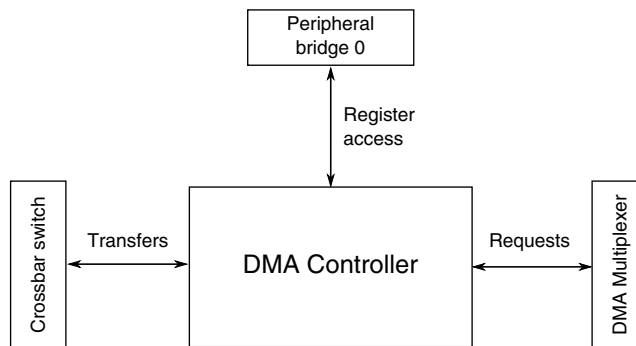 Peripheral
bridge 0
Register
access
Crossbar switch
Transfers
DMA Controller
Requests
DMA Multiplexer